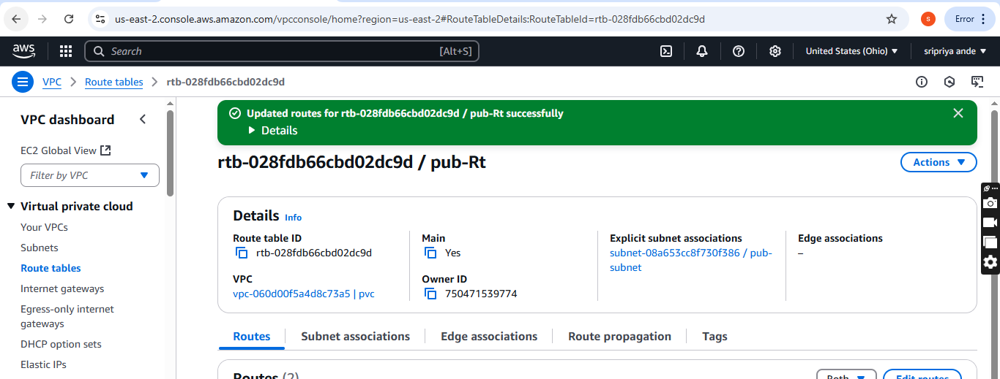 us-east-2.console.aws.amazon.com/vpcconsole/home?region=us-east-2#RouteTableDetails:RouteTableId=rtb-028fdb66cbd02dc9d
S
Error
aws
Search
[Alt+S]
United States (Ohio)
sripriya ande
VPC
Route tables
rtb-028fdb66cbd02dc9d
VPC dashboard
EC2 Global View
Filter by VPC
Virtual private cloud
Your VPCs
Subnets
Route tables
Internet gateways
Egress-only internet
gateways
DHCP option sets
Elastic IPs
Updated routes for rtb-028fdb66cbd02dc9d / pub-Rt successfully
Details
rtb-028fdb66cbd02dc9d / pub-Rt
Actions
Details Info
Route table ID
rtb-028fdb66cbd02dc9d
Main
Yes
Explicit subnet associations
subnet-08a653cc8f730f386 / pub-
subnet
Edge associations
–
VPC
vpc-060d00f5a4d8c73a5 | pvc
Owner ID
750471539774
Routes
Subnet associations
Edge associations
Route propagation
Tags
Routes (2)
Both
Edit routes